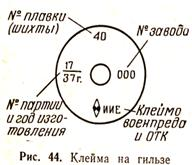 № плавки
(шихты)
40
№ завода
17
37г.
000
№ партии
и год изго-
товления
ИИЕ
Клеймо
военпреда
и ОТК
Рис. 44. Клейма на гильзе